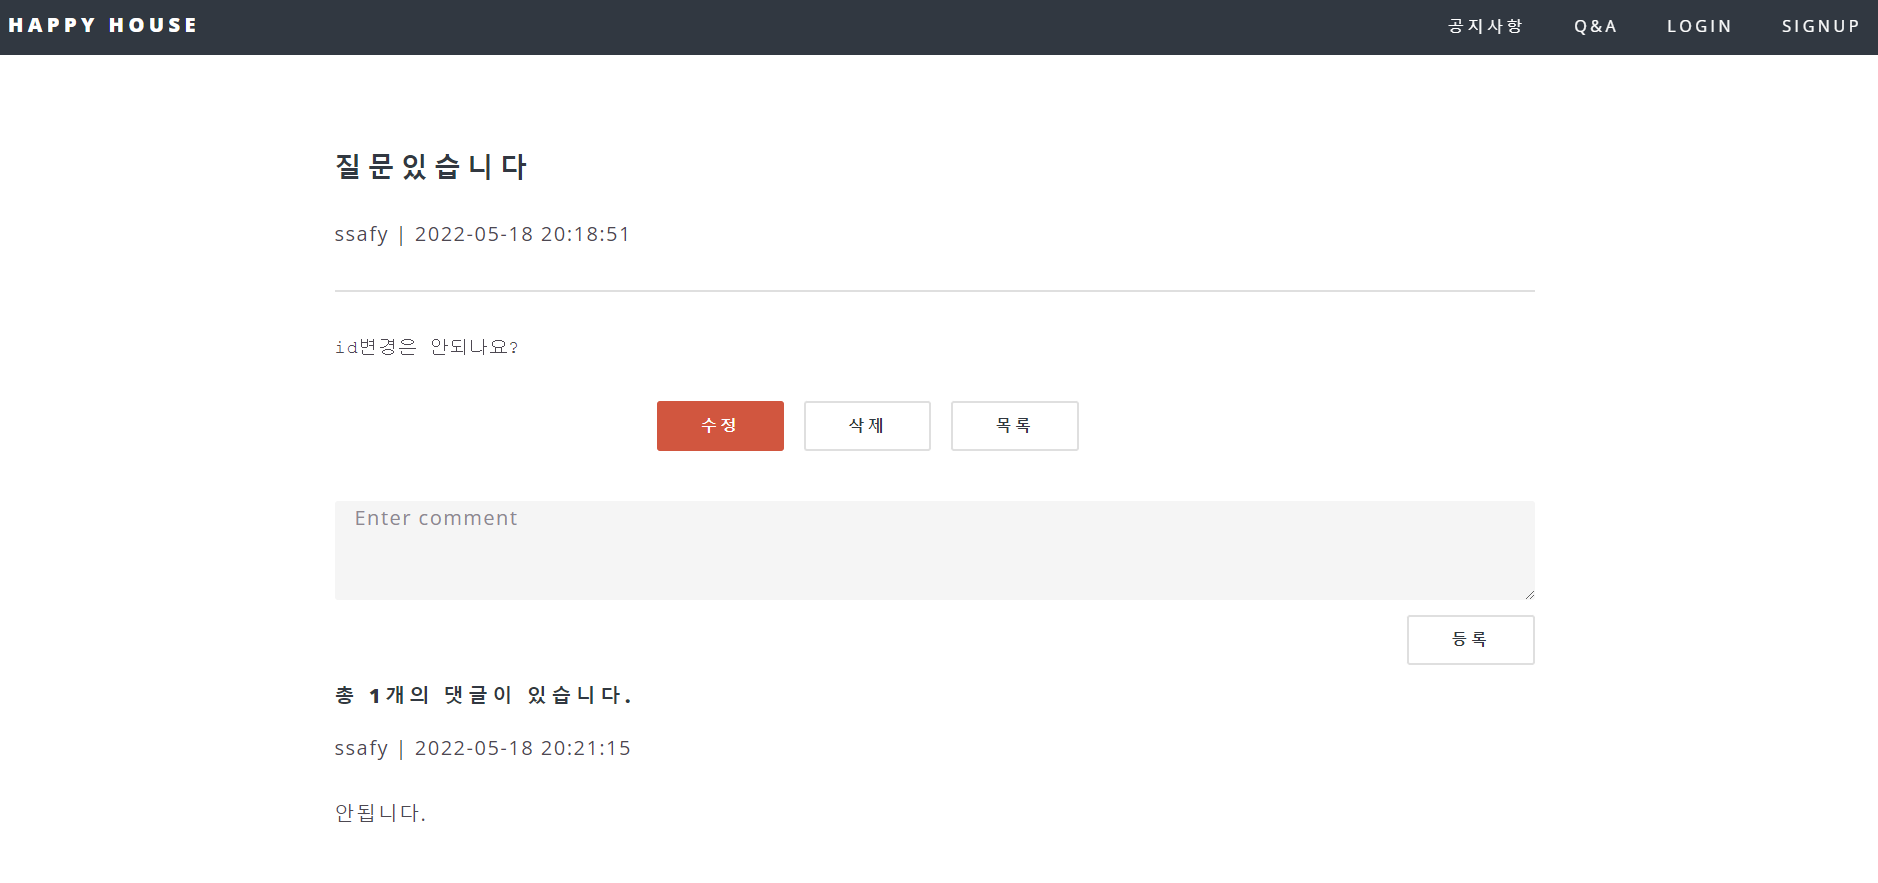 HAPPY HOUSE 공지사항 Q&A LOGIN SIGNUP
질문있습니다
ssafy | 2022-05-18 20:18:51
id변경은 안되나요?
수정 삭제 목록
Enter comment
등록
총 1개의 댓글이 있습니다.
ssafy | 2022-05-18 20:21:15
안됩니다.